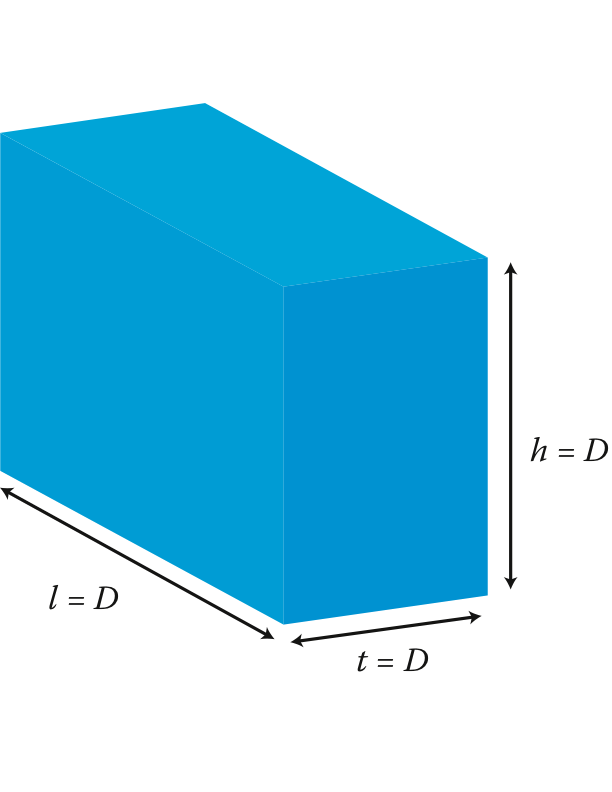 h = D
l = D
t = D